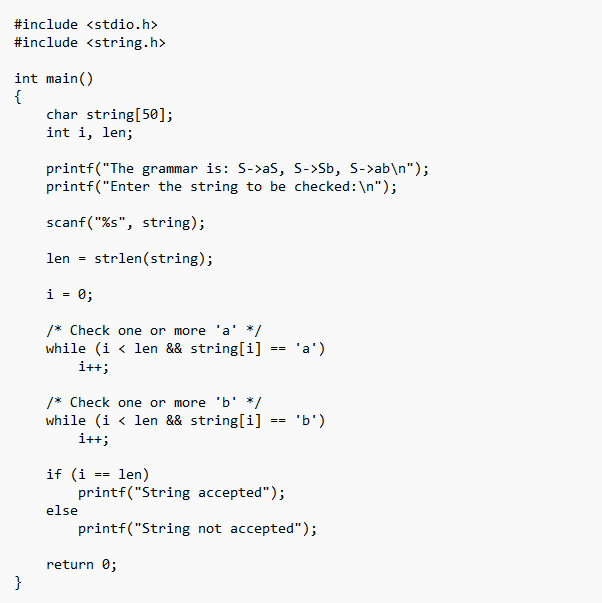 #include <stdio.h>
#include <string.h>

int main()
{
    char string[50];
    int i, len;

    printf("The grammar is: S->aS, S->Sb, S->ab\n");
    printf("Enter the string to be checked:\n");

    scanf("%s", string);

    len = strlen(string);

    i = 0;

    /* Check one or more 'a' */
    while (i < len && string[i] == 'a')
        i++;

    /* Check one or more 'b' */
    while (i < len && string[i] == 'b')
        i++;

    if (i == len)
        printf("String accepted");
    else
        printf("String not accepted");

    return 0;
}